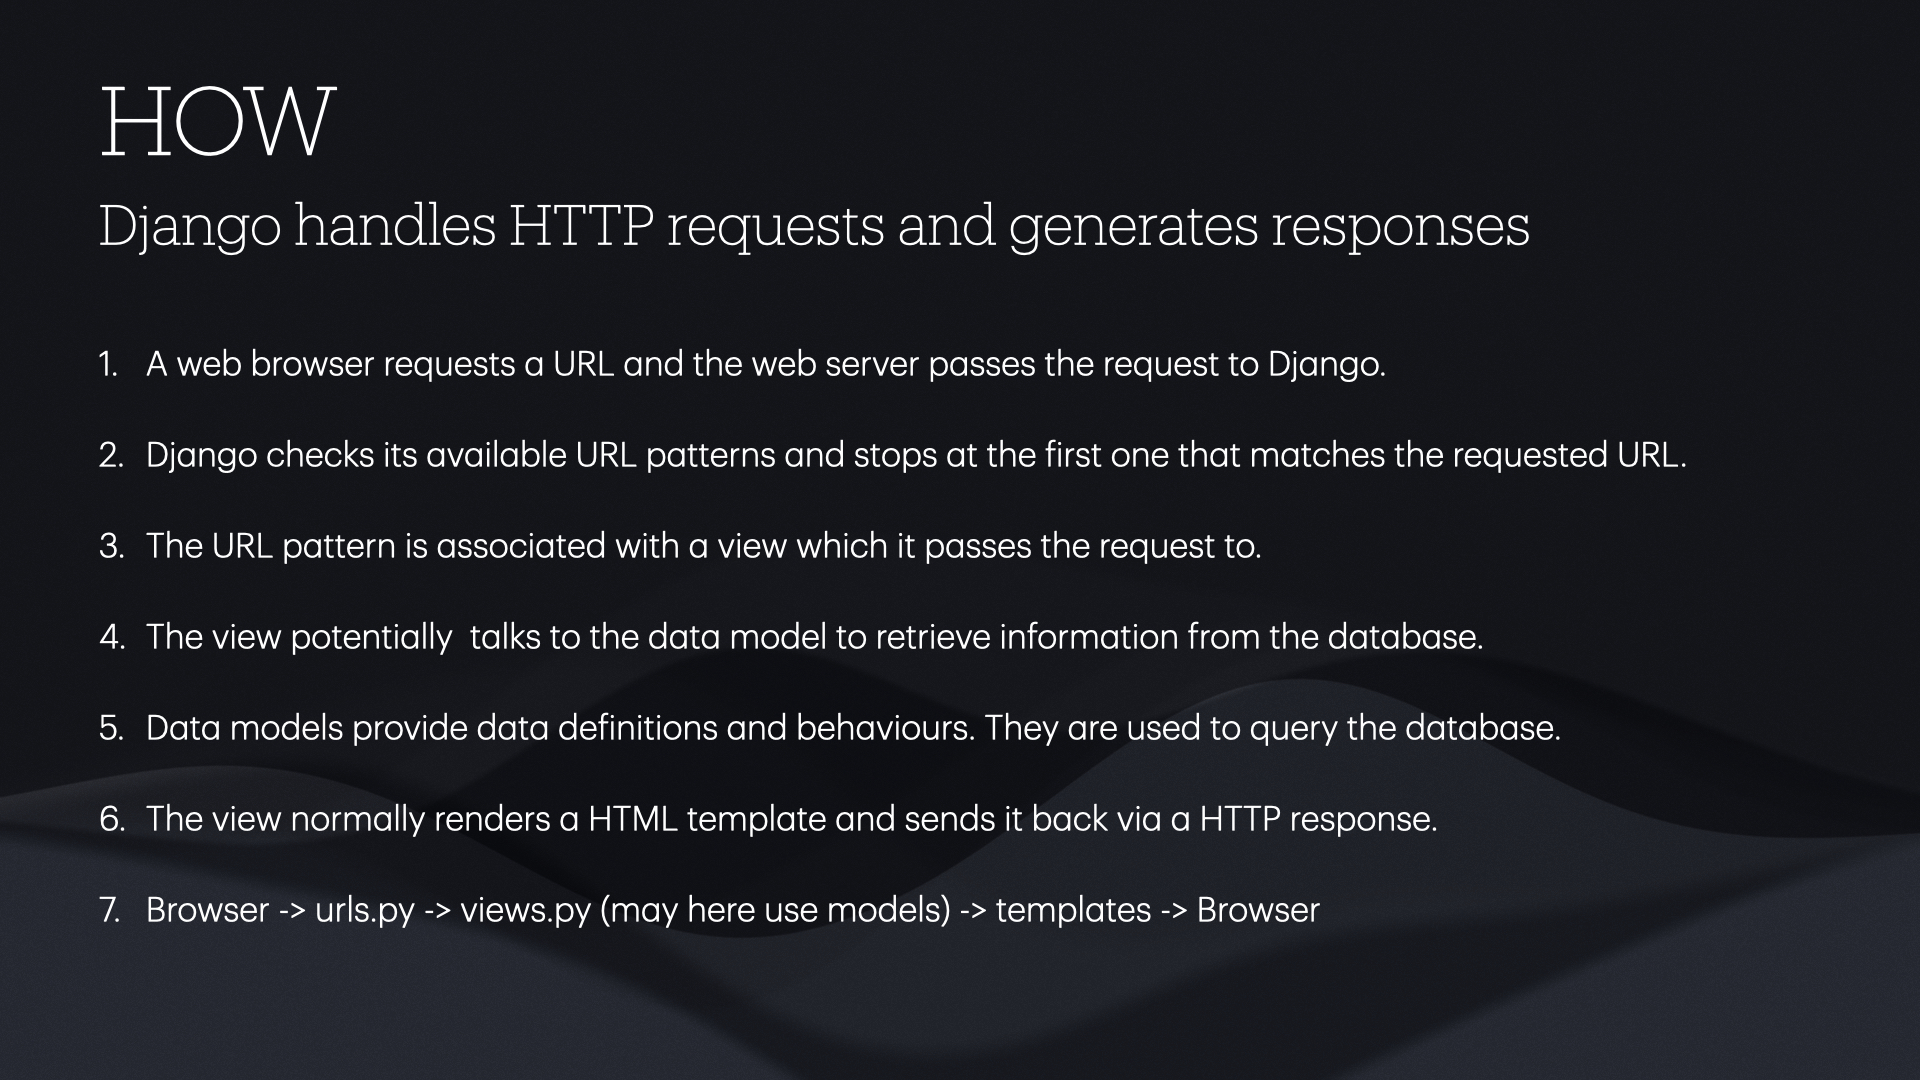 HOW
Django handles HTTP requests and generates responses
1. A web browser requests a URL and the web server passes the request to Django.
2. Django checks its available URL patterns and stops at the first one that matches the requested URL.
3. The URL pattern is associated with a view which it passes the request to.
4. The view potentially  talks to the data model to retrieve information from the database.
5. Data models provide data definitions and behaviours. They are used to query the database.
6. The view normally renders a HTML template and sends it back via a HTTP response.
7. Browser -> urls.py -> views.py (may here use models) -> templates -> Browser